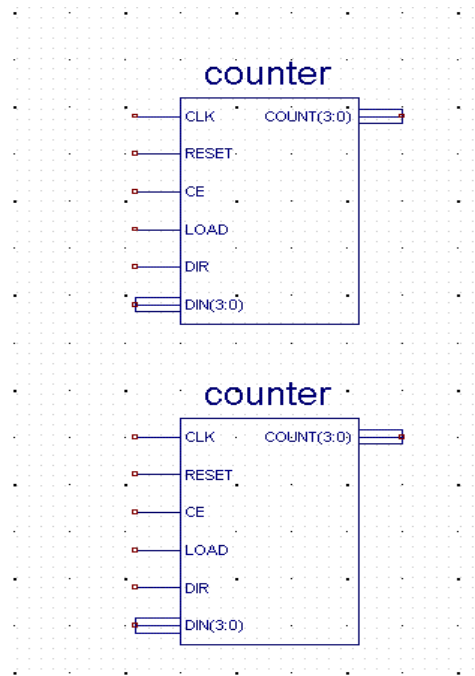 counter
CLK COUNT(3:0)
RESET
CE
LOAD
DIR
DIN(3:0)
counter
CLK COUNT(3:0)
RESET
CE
LOAD
DIR
DIN(3:0)